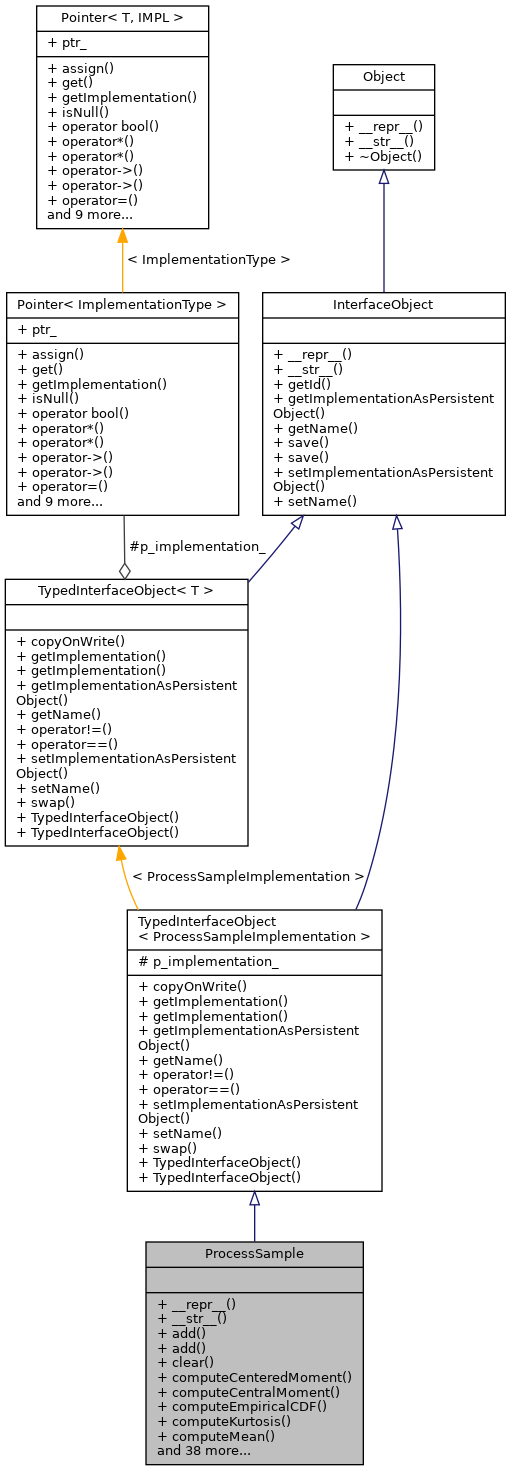 Pointer< T, IMPL >
+ ptr_
+ assign()
+ get()
+ getImplementation()
+ isNull()
+ operator bool()
+ operator*()
+ operator*()
+ operator->()
+ operator->()
+ operator=()
and 9 more...
Object
+ __repr__()
+ __str__()
+ ~Object()
< ImplementationType >
Pointer< ImplementationType >
+ ptr_
+ assign()
+ get()
+ getImplementation()
+ isNull()
+ operator bool()
+ operator*()
+ operator*()
+ operator->()
+ operator->()
+ operator=()
and 9 more...
InterfaceObject
+ __repr__()
+ __str__()
+ getId()
+ getImplementationAsPersistent
Object()
+ getName()
+ save()
+ save()
+ setImplementationAsPersistent
Object()
+ setName()
#p_implementation_
TypedInterfaceObject< T >
+ copyOnWrite()
+ getImplementation()
+ getImplementation()
+ getImplementationAsPersistent
Object()
+ getName()
+ operator!=()
+ operator==()
+ setImplementationAsPersistent
Object()
+ setName()
+ swap()
+ TypedInterfaceObject()
+ TypedInterfaceObject()
< ProcessSampleImplementation >
TypedInterfaceObject
< ProcessSampleImplementation >
# p_implementation_
+ copyOnWrite()
+ getImplementation()
+ getImplementation()
+ getImplementationAsPersistent
Object()
+ getName()
+ operator!=()
+ operator==()
+ setImplementationAsPersistent
Object()
+ setName()
+ swap()
+ TypedInterfaceObject()
+ TypedInterfaceObject()
ProcessSample
+ __repr__()
+ __str__()
+ add()
+ add()
+ clear()
+ computeCenteredMoment()
+ computeCentralMoment()
+ computeEmpiricalCDF()
+ computeKurtosis()
+ computeMean()
and 38 more...